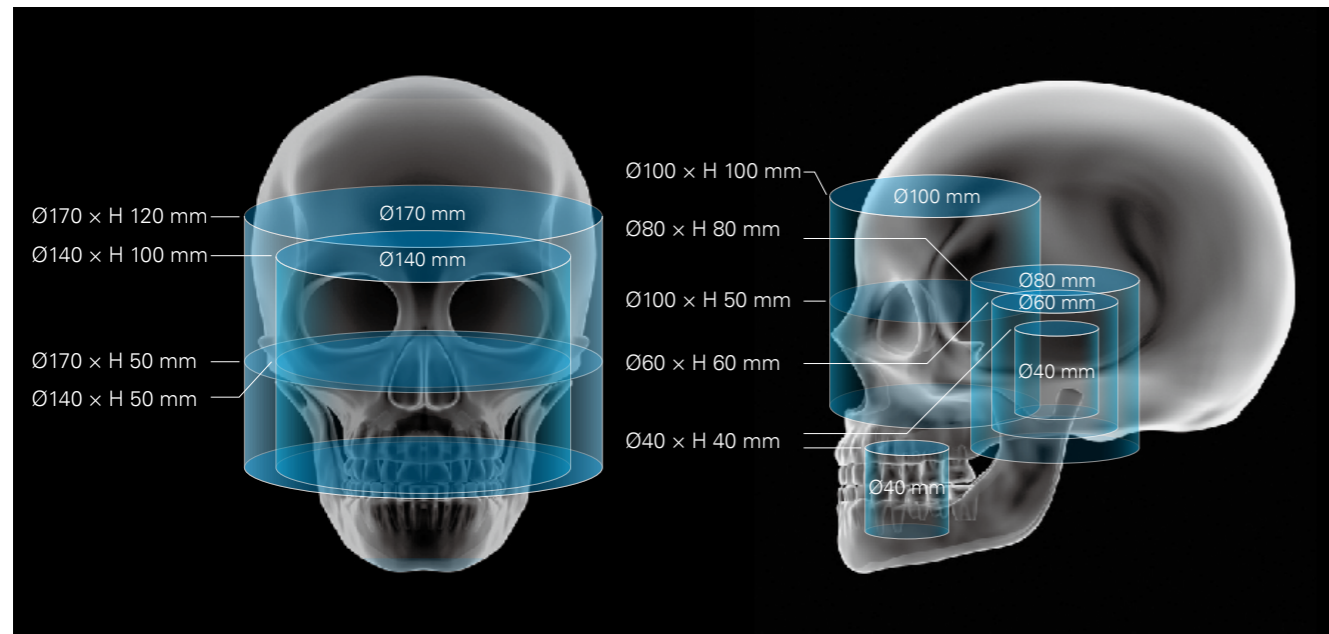 Ø170 × H 120 mm
Ø140 × H 100 mm
Ø170 × H 50 mm
Ø140 × H 50 mm
Ø170 mm
Ø140 mm
Ø100 × H 100 mm
Ø80 × H 80 mm
Ø100 × H 50 mm
Ø60 × H 60 mm
Ø40 × H 40 mm
Ø100 mm
Ø80 mm
Ø60 mm
Ø40 mm
Ø40 mm